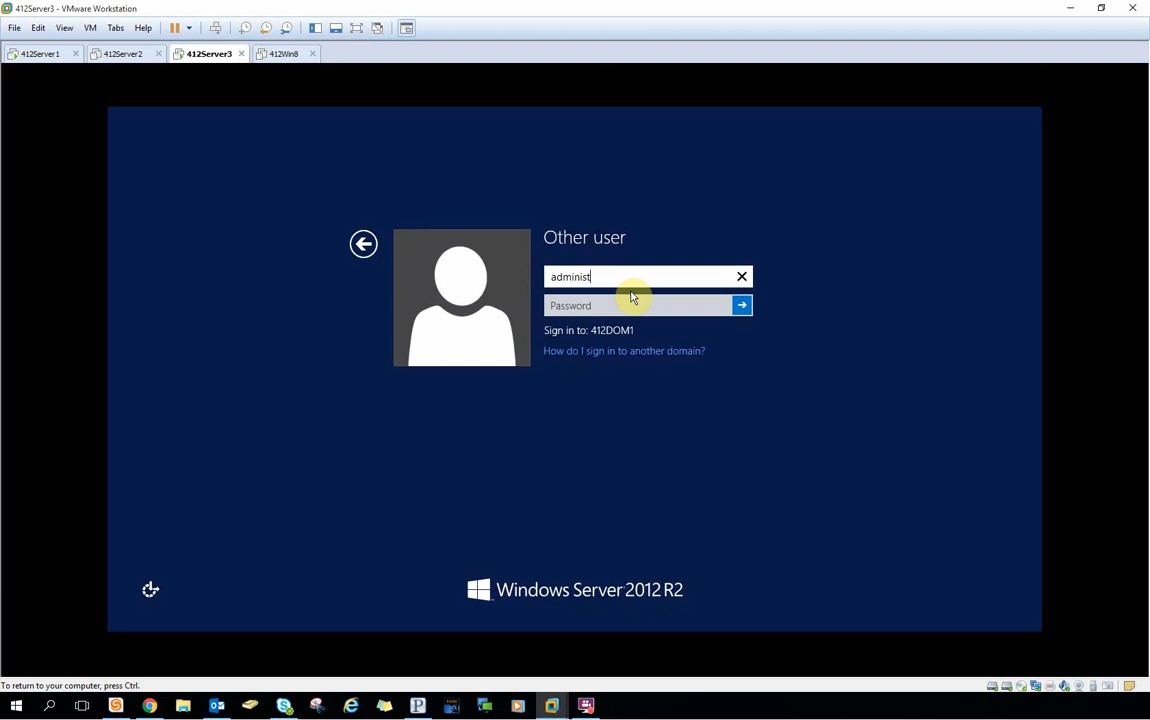 412Server3 - VMware Workstation
File Edit View VM Tabs Help
412Server1 412Server2 412Server3 412Win8
Other user
administ
Password
Sign in to: 412DOM1
How do I sign in to another domain?
Windows Server 2012 R2
To return to your computer, press Ctrl.